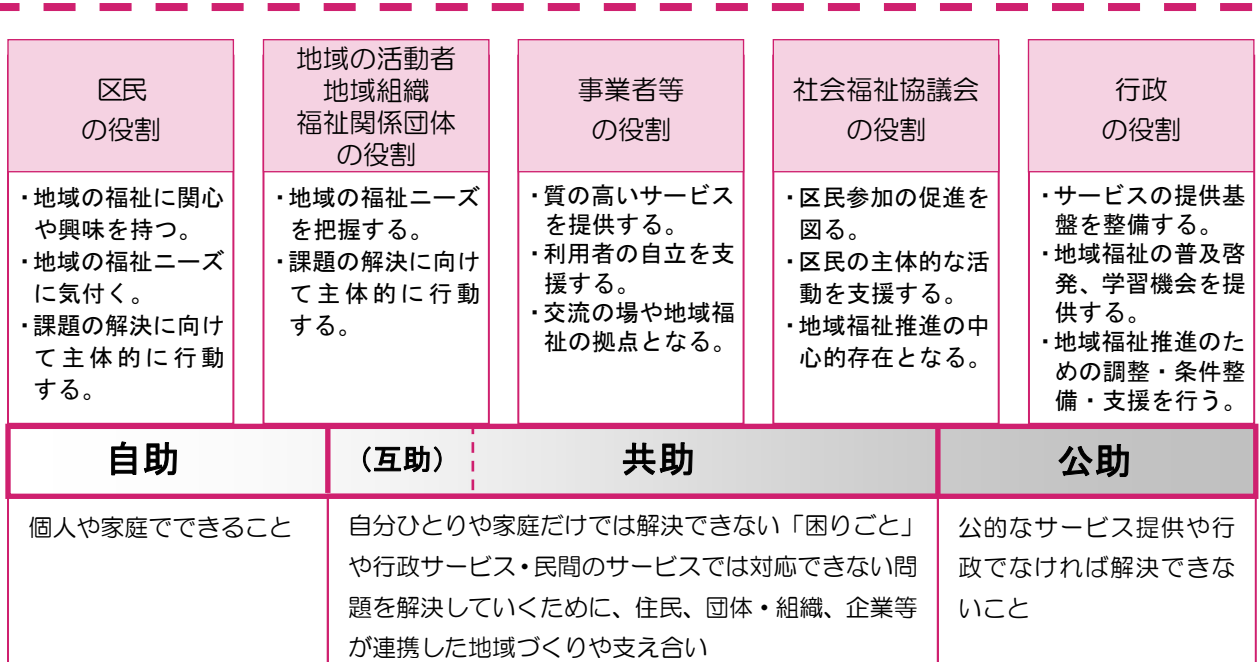 区民
の役割
・地域の福祉に関心
や興味を持つ。
・地域の福祉ニーズ
に気付く。
・課題の解決に向け
て主体的に行動
する。
地域の活動者
地域組織
福祉関係団体
の役割
・地域の福祉ニーズ
を把握する。
・課題の解決に向け
て主体的に行動
する。
事業者等
の役割
・質の高いサービス
を提供する。
・利用者の自立を支
援する。
・交流の場や地域福
祉の拠点となる。
社会福祉協議会
の役割
・区民参加の促進を
図る。
・区民の主体的な活
動を支援する。
・地域福祉推進の中
心的存在となる。
行政
の役割
・サービスの提供基
盤を整備する。
・地域福祉の普及啓
発、学習機会を提
供する。
・地域福祉推進のた
めの調整・条件整
備・支援を行う。
自助
（互助）
共助
公助
個人や家庭でできること
自分ひとりや家庭だけでは解決できない「困りごと」
や行政サービス・民間のサービスでは対応できない問
題を解決していくために、住民、団体・組織、企業等
が連携した地域づくりや支え合い
公的なサービス提供や行
政でなければ解決できな
いこと